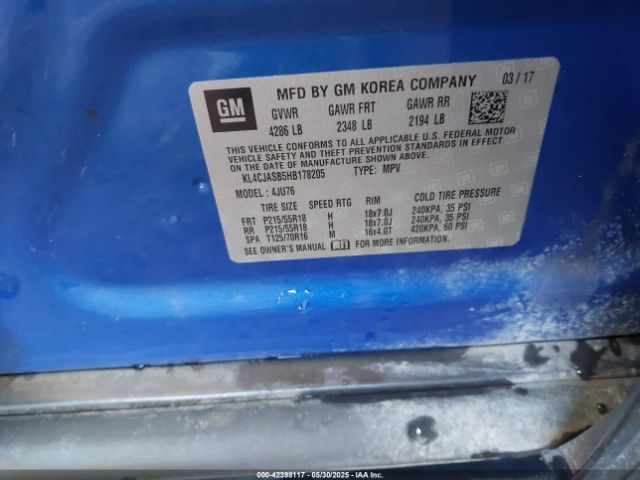 GM
MFD BY GM KOREA COMPANY 03/17
GVWR GAWR FRT GAWR RR
4286 LB 2348 LB 2194 LB
THIS VEHICLE CONFORMS TO ALL APPLICABLE U.S. FEDERAL MOTOR
VEHICLE SAFETY, BUMPER, AND THEFT PREVENTION STANDARDS IN EFFECT
ON THE DATE OF MANUFACTURE SHOWN ABOVE.
KL4CJASB5HB178205 TYPE: MPV
MODEL: 4JU76
TIRE SIZE SPEED RTG RIM COLD TIRE PRESSURE
FRT P215/55R18 H 18x7.0J 240KPA, 35 PSI
RR P215/55R18 H 18x7.0J 240KPA, 35 PSI
SPA T125/70R16 M 16x4.0T 420KPA, 60 PSI
SEE OWNER'S MANUAL FOR MORE INFORMATION.
000-42398117 - 05/30/2025 - IAA Inc.